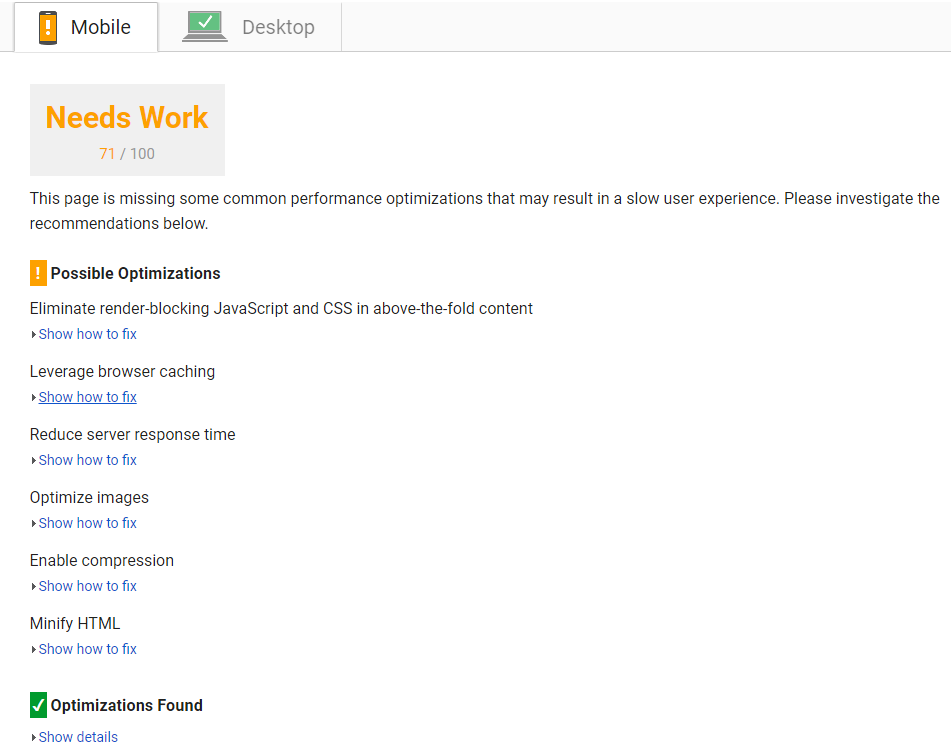 Mobile
Desktop
Needs Work
71 / 100
This page is missing some common performance optimizations that may result in a slow user experience. Please investigate the
recommendations below.
! Possible Optimizations
Eliminate render-blocking JavaScript and CSS in above-the-fold content
Show how to fix
Leverage browser caching
Show how to fix
Reduce server response time
Show how to fix
Optimize images
Show how to fix
Enable compression
Show how to fix
Minify HTML
Show how to fix
Optimizations Found
Show details